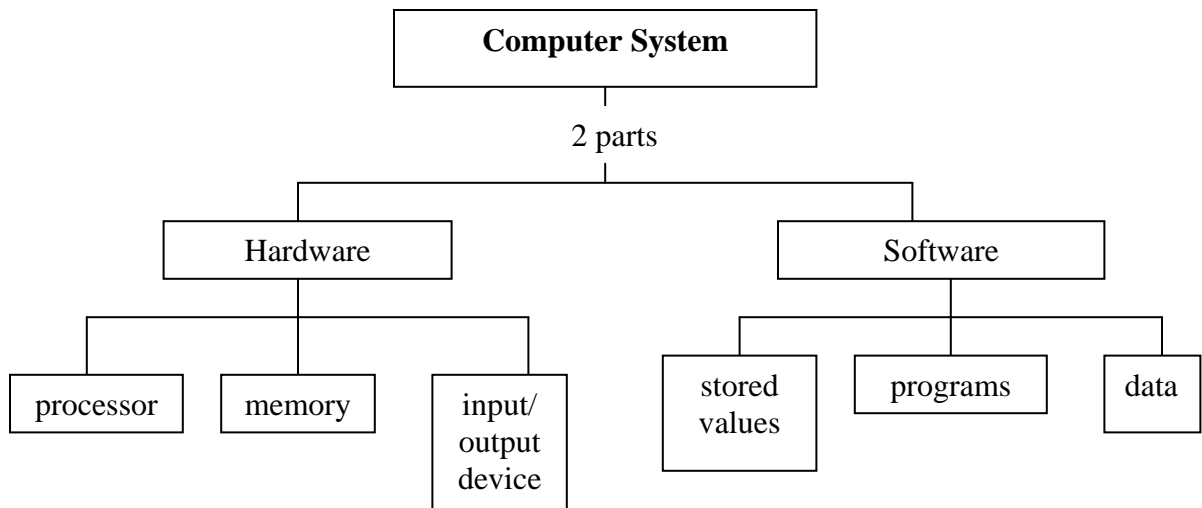 Computer System
2 parts
Hardware
Software
processor
memory
input/
output
device
stored
values
programs
data